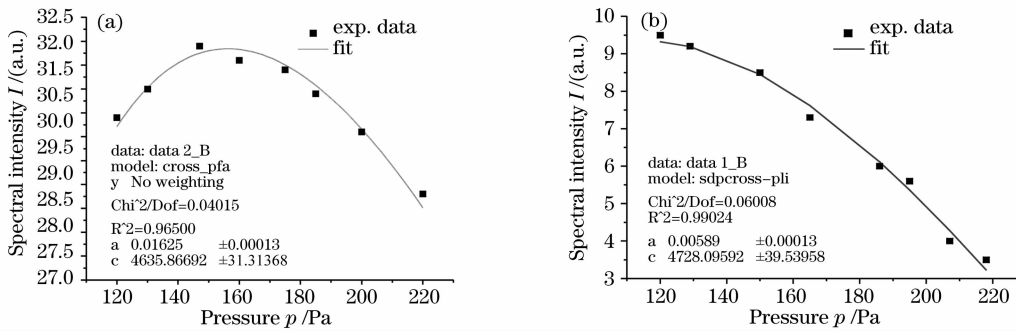 (a)
exp. data
fit
Spectral intensity I /(a.u.)
32.5
32.0
31.5
30.5
30.0
29.5
29.0
28.5
28.0
27.5
27.0
data: data 2_B
model: cross_pfa
y No weighting
Chi^2/Dof=0.04015
R^2=0.96500
a 0.01625 ±0.00013
c 4635.86692 ±31.31368
120 140 160 180 200 220
Pressure p /Pa
(b)
exp. data
fit
Spectral intensity I /(a.u.)
10
9
8
7
6
5
4
3
data: data 1_B
model: sdpcross-pli
Chi^2/Dof=0.06008
R^2=0.99024
a 0.00589 ±0.00013
c 4728.09592 ±39.53958
120 140 160 180 200 220
Pressure p /Pa